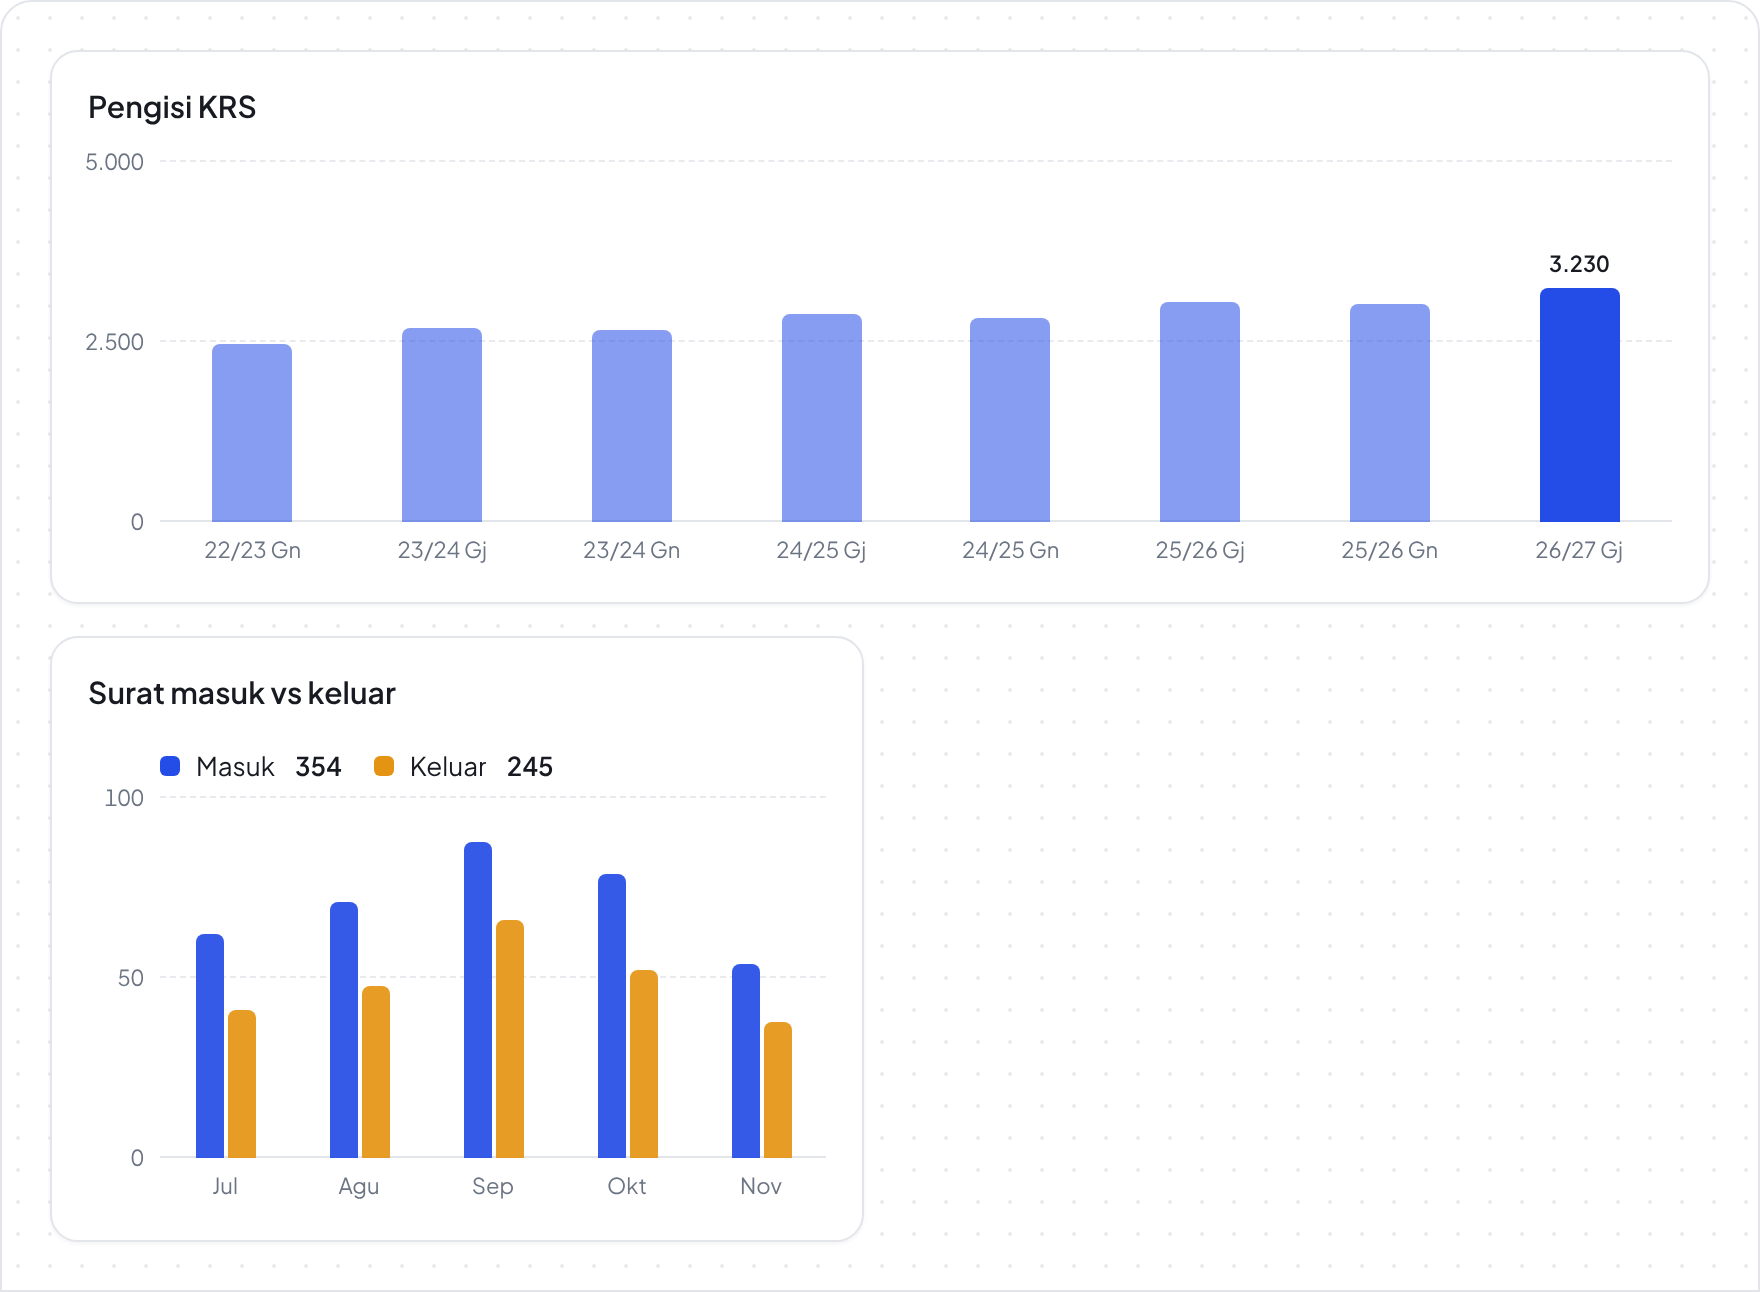 Pengisi KRS
5.000
3.230
2.500
0
22/23 Gn 23/24 Gj 23/24 Gn 24/25 Gj 24/25 Gn 25/26 Gj 25/26 Gn 26/27 Gj
Surat masuk vs keluar
Masuk 354 Keluar 245
100
50
0
Jul Agu Sep Okt Nov